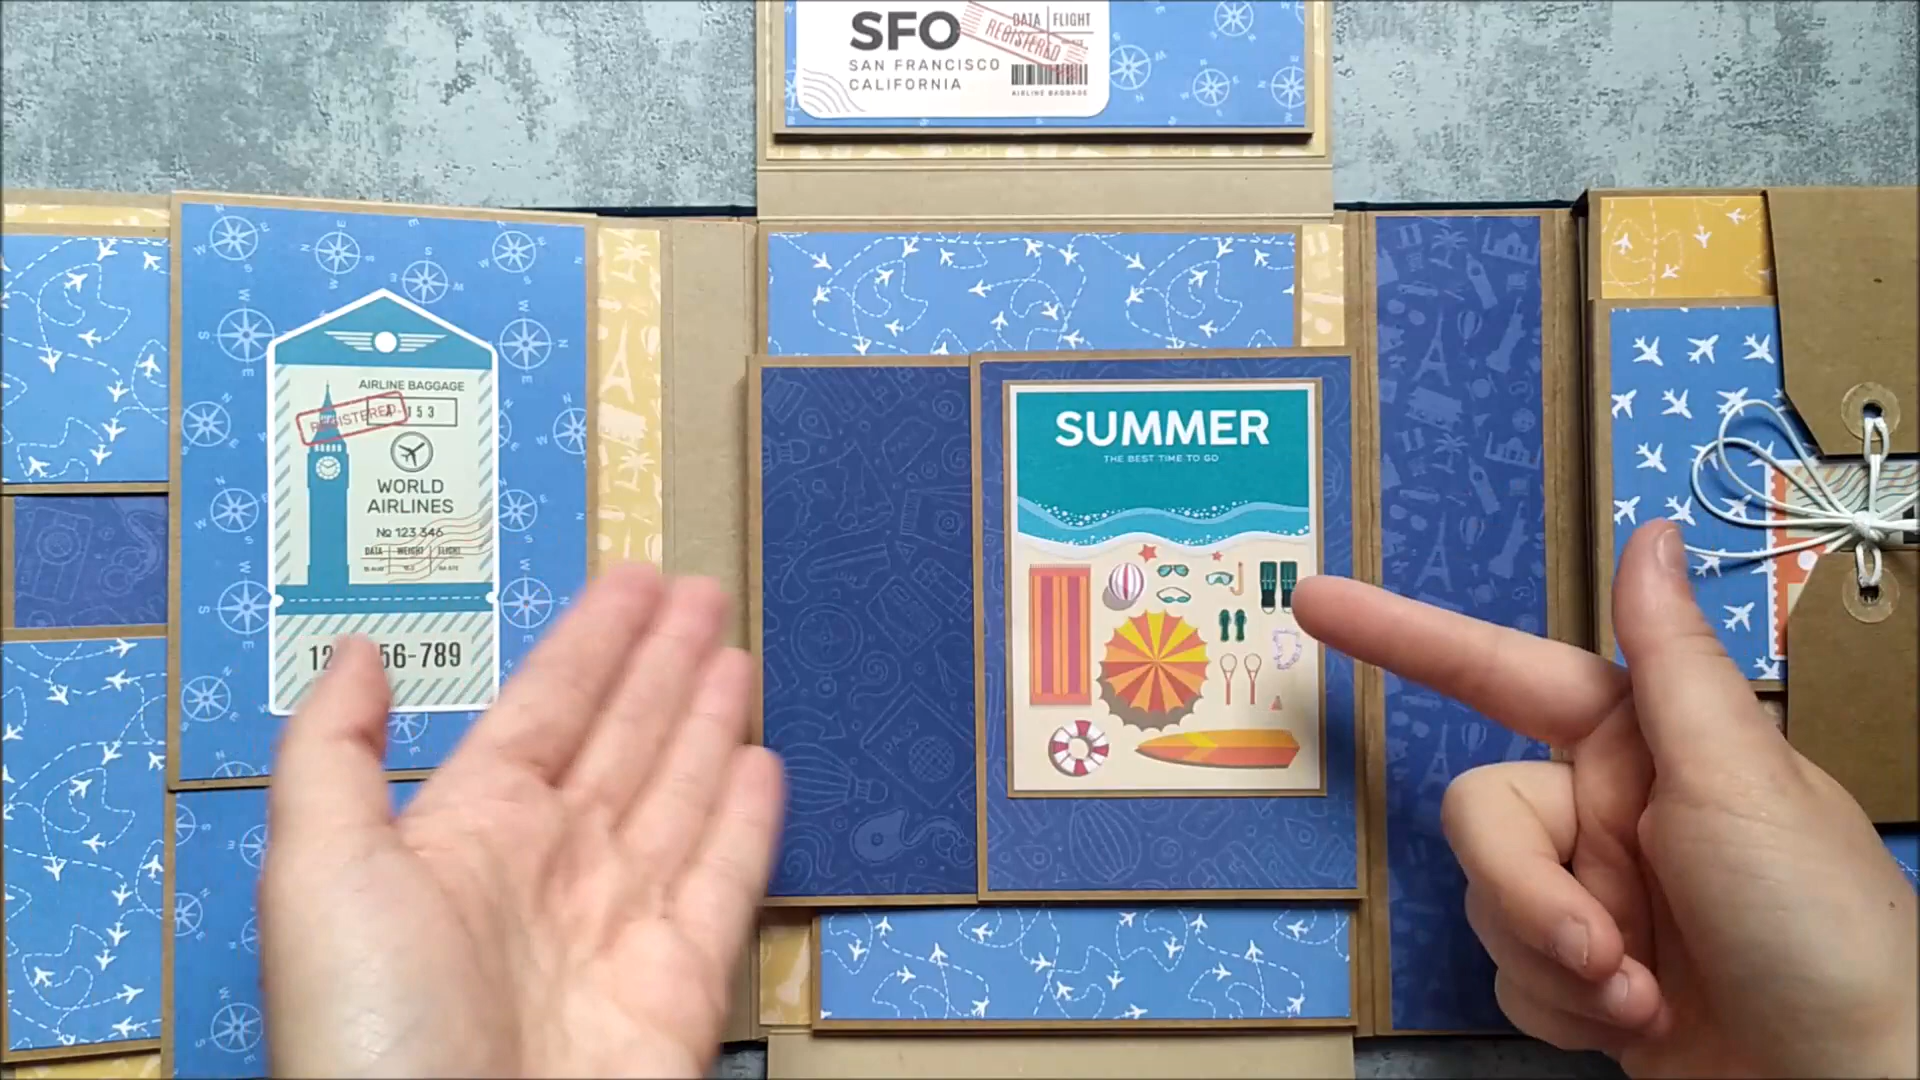 SFO
SAN FRANCISCO
CALIFORNIA
DATA FLIGHT
REGISTERED
AIRLINE BAGGAGE
AIRLINE BAGGAGE
153
REGISTERED
WORLD
AIRLINES
№ 123 346
DATA WEIGHT FLIGHT
56-789
SUMMER
THE BEST TIME TO GO
PASS